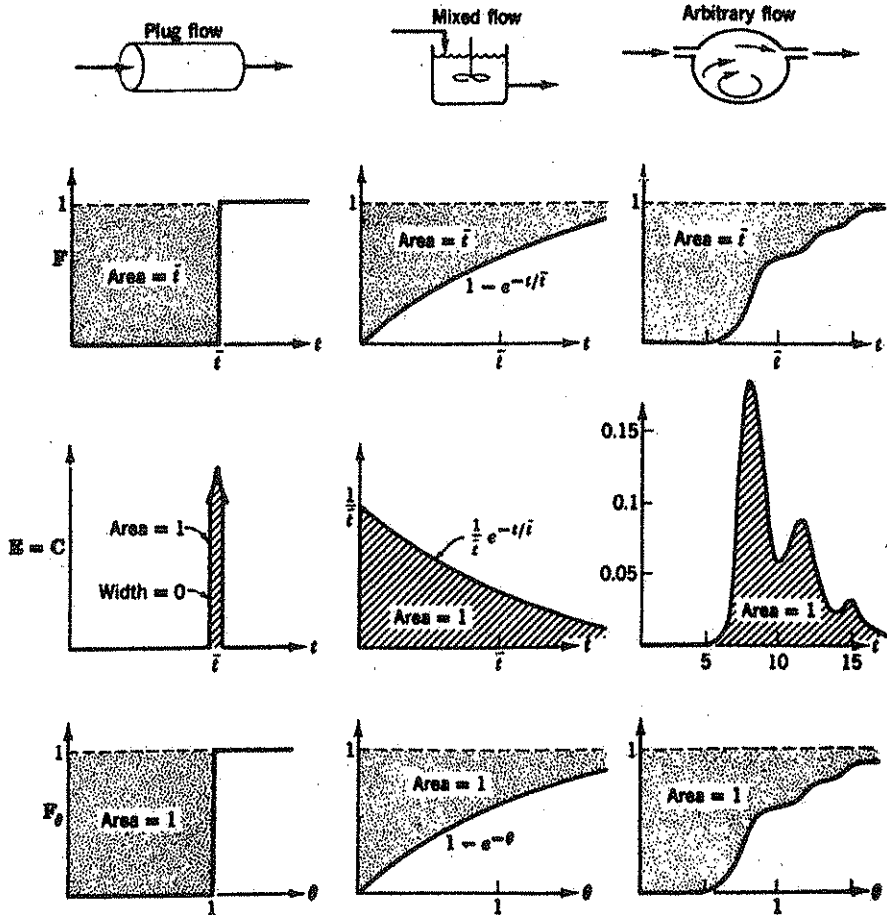 Plug flow
Mixed flow
Arbitrary flow
1
F
Area = t̄
t̄
t
1
Area = t̄
1 − e^−t/t̄
t̄
t
1
Area = t̄
t̄
t
E = C
Area = 1
Width = 0
t̄
t
1/t̄
1/t̄ e^−t/t̄
Area = 1
t̄
t
0.15
0.1
0.05
Area = 1
5
10
15
t
1
F_θ
Area = 1
1
θ
1
Area = 1
1 − e^−θ
1
θ
1
Area = 1
1
θ